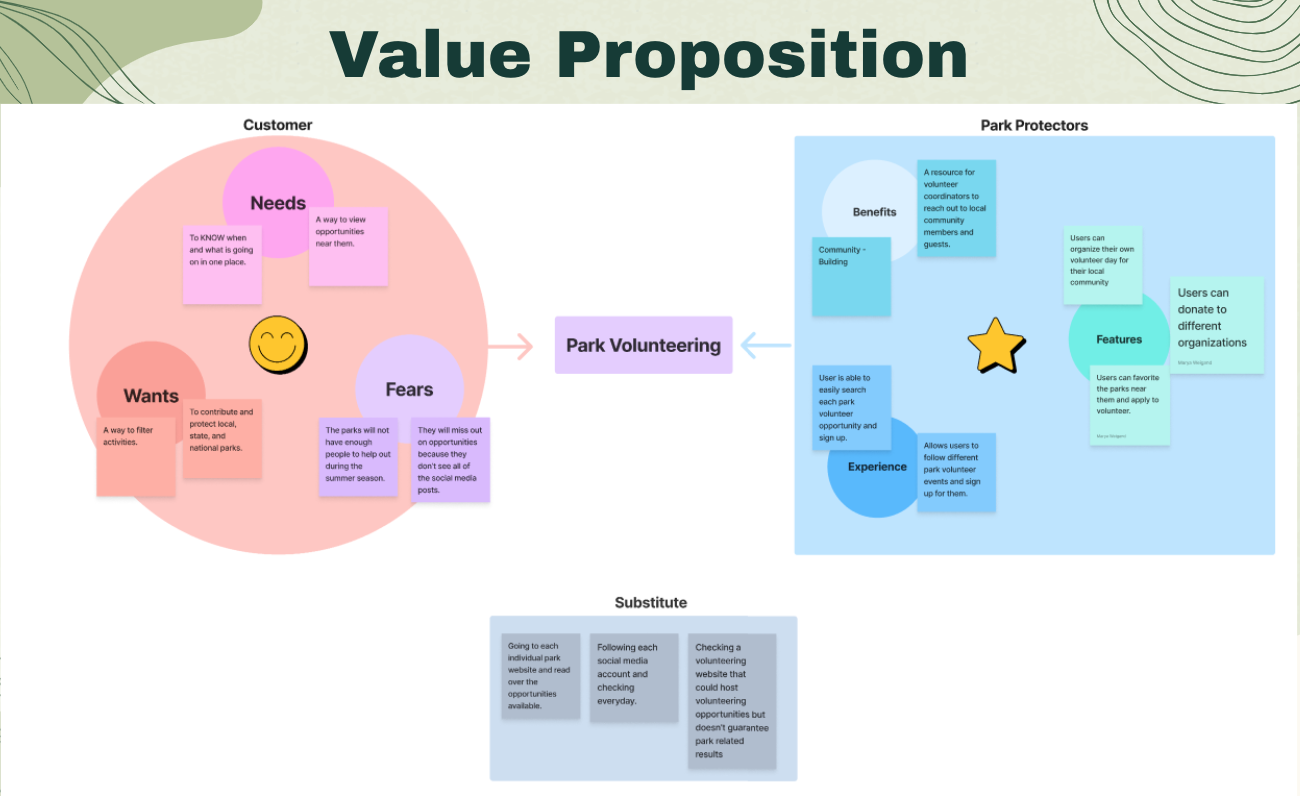 Value Proposition
Customer
Needs
To KNOW when
and what is going
on in one place.
A way to view
opportunities
near them.
Wants
A way to filter
activities.
To contribute and
protect local,
state, and
national parks.
Fears
The parks will not
have enough
people to help out
during the
summer season.
They will miss out
on opportunities
because they
don't see all of
the social media
posts.
Park Volunteering
Park Protectors
Benefits
A resource for
volunteer
coordinators to
reach out to local
community
members and
guests.
Community -
Building
Users can
organize their own
volunteer day for
their local
community
Features
Users can
donate to
different
organizations
Users can favorite
the parks near
them and apply to
volunteer.
User is able to
easily search
each park
volunteer
opportunity and
sign up.
Experience
Allows users to
follow different
park volunteer
events and sign
up for them.
Substitute
Going to each
individual park
website and read
over the
opportunities
available.
Following each
social media
account and
checking
everyday.
Checking a
volunteering
website that
could host
volunteering
opportunities but
doesn't guarantee
park related
results